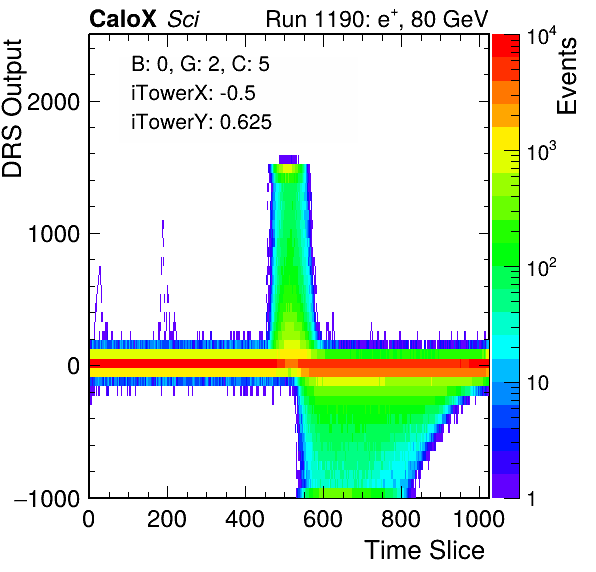 CaloX Sci Run 1190: e⁺, 80 GeV
B: 0, G: 2, C: 5
iTowerX: -0.5
iTowerY: 0.625
DRS Output
2000
1000
0
−1000
0 200 400 600 800 1000
Time Slice
Events
10⁴
10³
10²
10
1